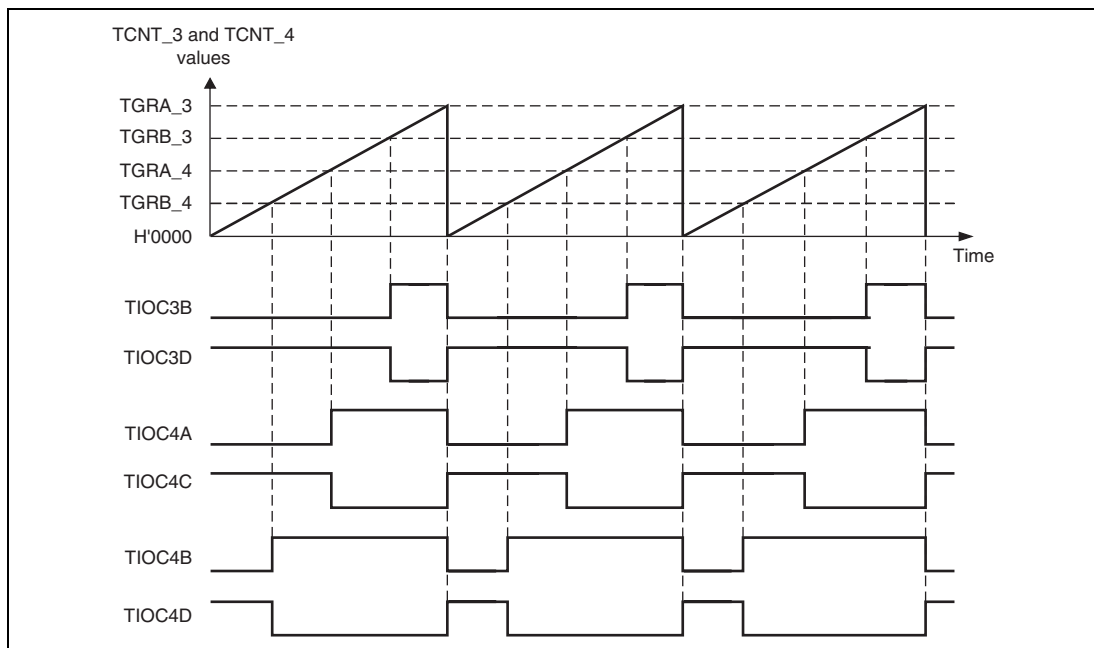 TCNT_3 and TCNT_4
values
TGRA_3
TGRB_3
TGRA_4
TGRB_4
H'0000
Time
TIOC3B
TIOC3D
TIOC4A
TIOC4C
TIOC4B
TIOC4D